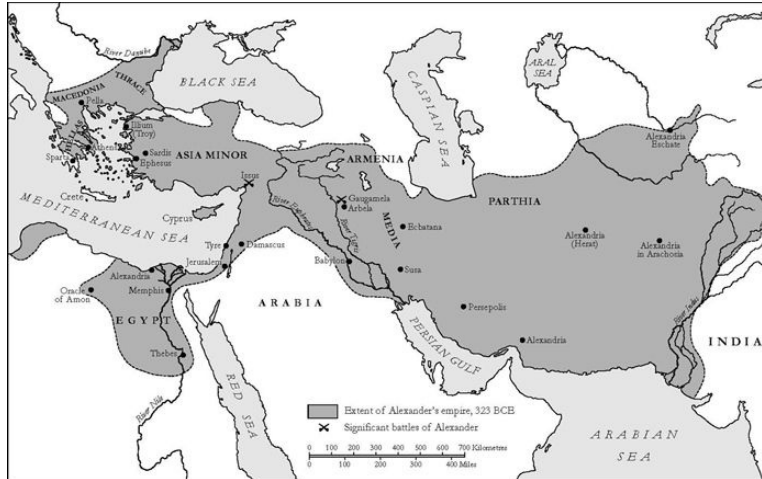 River Danube
BLACK SEA
CASPIAN SEA
ARAL
SEA
MACEDONIA
THRACE
Pella
Illium
(Troy)
HELLAS
Athens
Sparta
Sardis
Epherus
ASIA MINOR
ARMENIA
Issus
Alexandria
Eschate
Crete
MEDITERRANEAN SEA
Cyprus
Gaugamela
Arbela
River Euphrates
River Tigris
MEDIA
Ecbatana
PARTHIA
Alexandria
(Herat)
Alexandria
in Arachosia
Tyre
Damascus
Jerusalem
Babylon
Susa
Alexandria
Oracle
of Amon
Memphis
EGYPT
ARABIA
Persepolis
Alexandria
River Indus
INDIA
PERSIAN GULF
Thebes
River Nile
RED SEA
ARABIAN
SEA
Extent of Alexander's empire, 323 BCE
Significant battles of Alexander
0 100 200 300 400 500 600 700 Kilometres
0 100 200 300 400
Miles